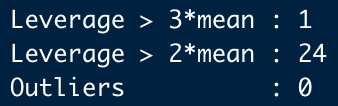 Leverage > 3*mean : 1
Leverage > 2*mean : 24
Outliers          : 0